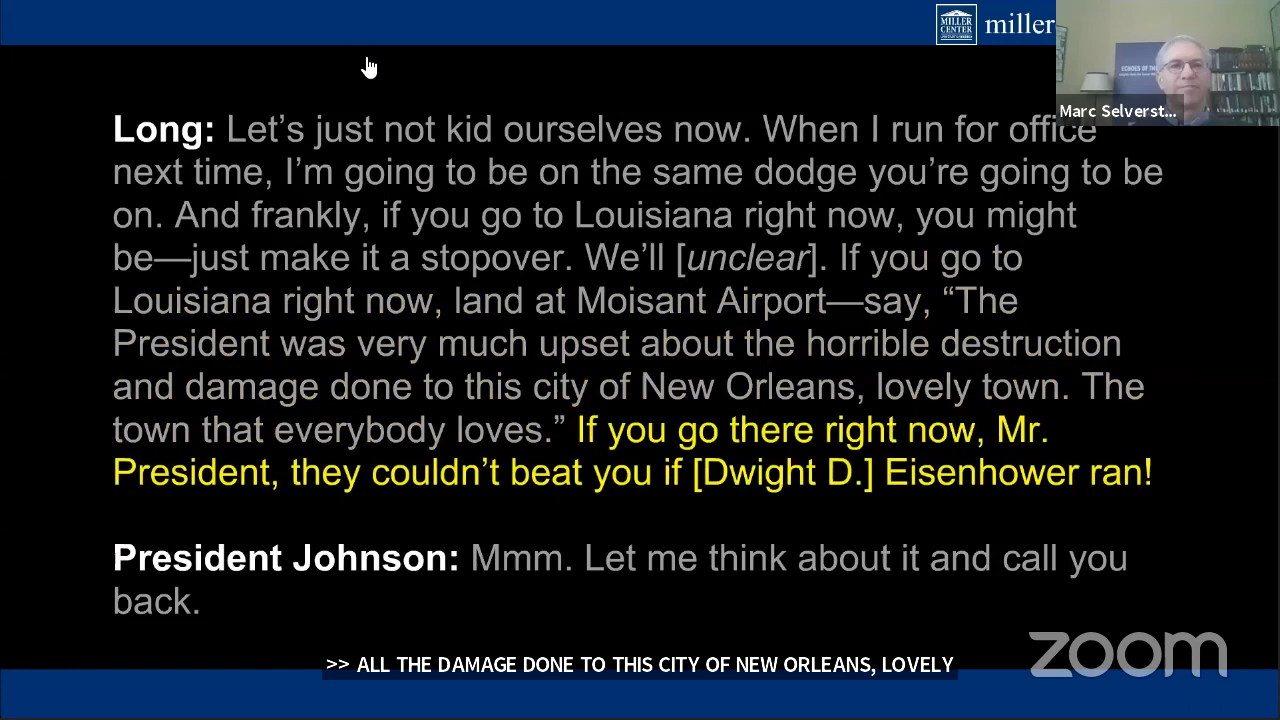 MILLER
CENTER
miller
ECHOES OF TH
Marc Selverst...
Long: Let’s just not kid ourselves now. When I run for office
next time, I’m going to be on the same dodge you’re going to be
on. And frankly, if you go to Louisiana right now, you might
be—just make it a stopover. We’ll [unclear]. If you go to
Louisiana right now, land at Moisant Airport—say, “The
President was very much upset about the horrible destruction
and damage done to this city of New Orleans, lovely town. The
town that everybody loves.” If you go there right now, Mr.
President, they couldn’t beat you if [Dwight D.] Eisenhower ran!
President Johnson: Mmm. Let me think about it and call you
back.
>> ALL THE DAMAGE DONE TO THIS CITY OF NEW ORLEANS, LOVELY
zoom